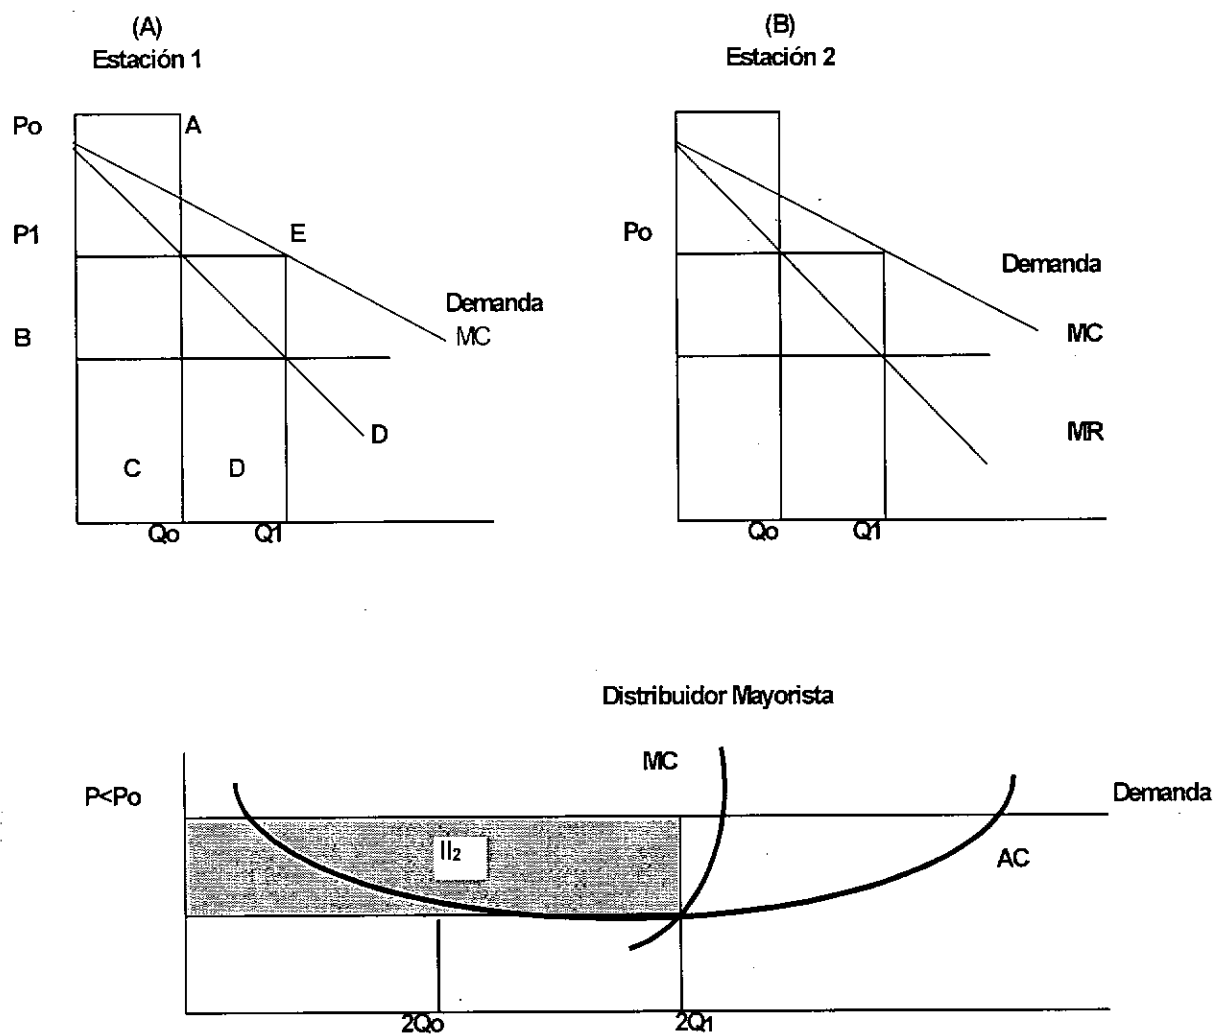 (A)
Estación 1
Po
A
P1
E
Demanda
MC
B
D
C
D
Qo
Q1
(B)
Estación 2
Po
Demanda
MC
MR
Qo
Q1
Distribuidor Mayorista
MC
P<Po
Demanda
II2
AC
2Qo
2Q1